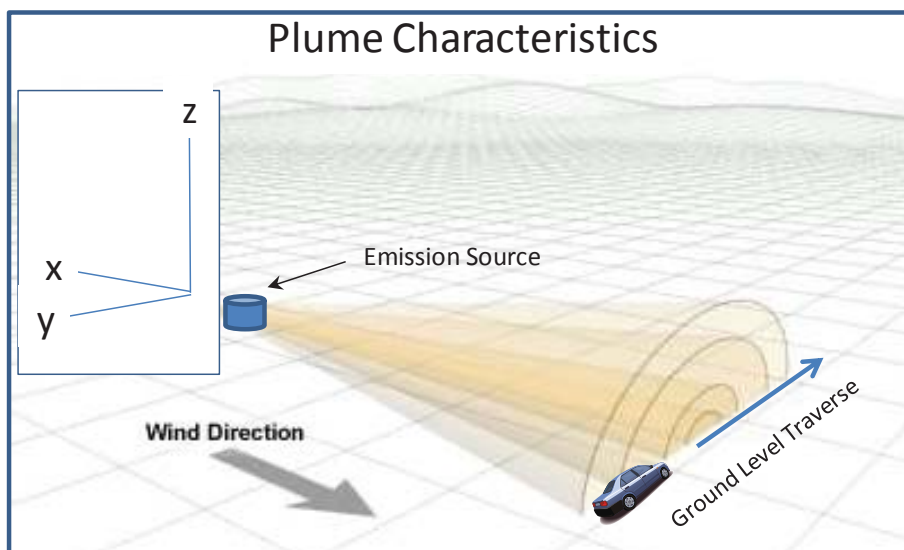 Plume Characteristics
z
x
y
Emission Source
Wind Direction
Ground Level Traverse